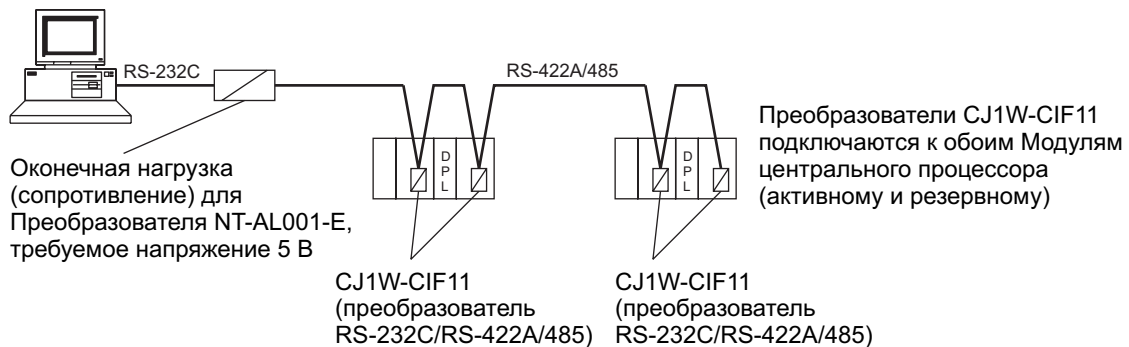 RS-232C
RS-422A/485
D
P
L
D
P
L
Оконечная нагрузка
(сопротивление) для
Преобразователя NT-AL001-E,
требуемое напряжение 5 В
Преобразователи CJ1W-CIF11
подключаются к обоим Модулям
центрального процессора
(активному и резервному)
CJ1W-CIF11
(преобразователь
RS-232C/RS-422A/485)
CJ1W-CIF11
(преобразователь
RS-232C/RS-422A/485)